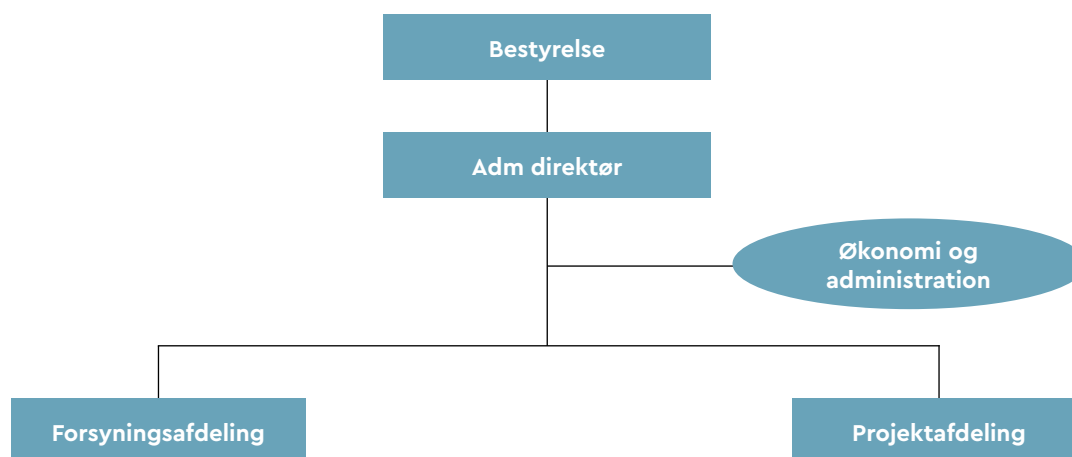 Bestyrelse
Adm direktør
Økonomi og
administration
Forsyningsafdeling
Projektafdeling